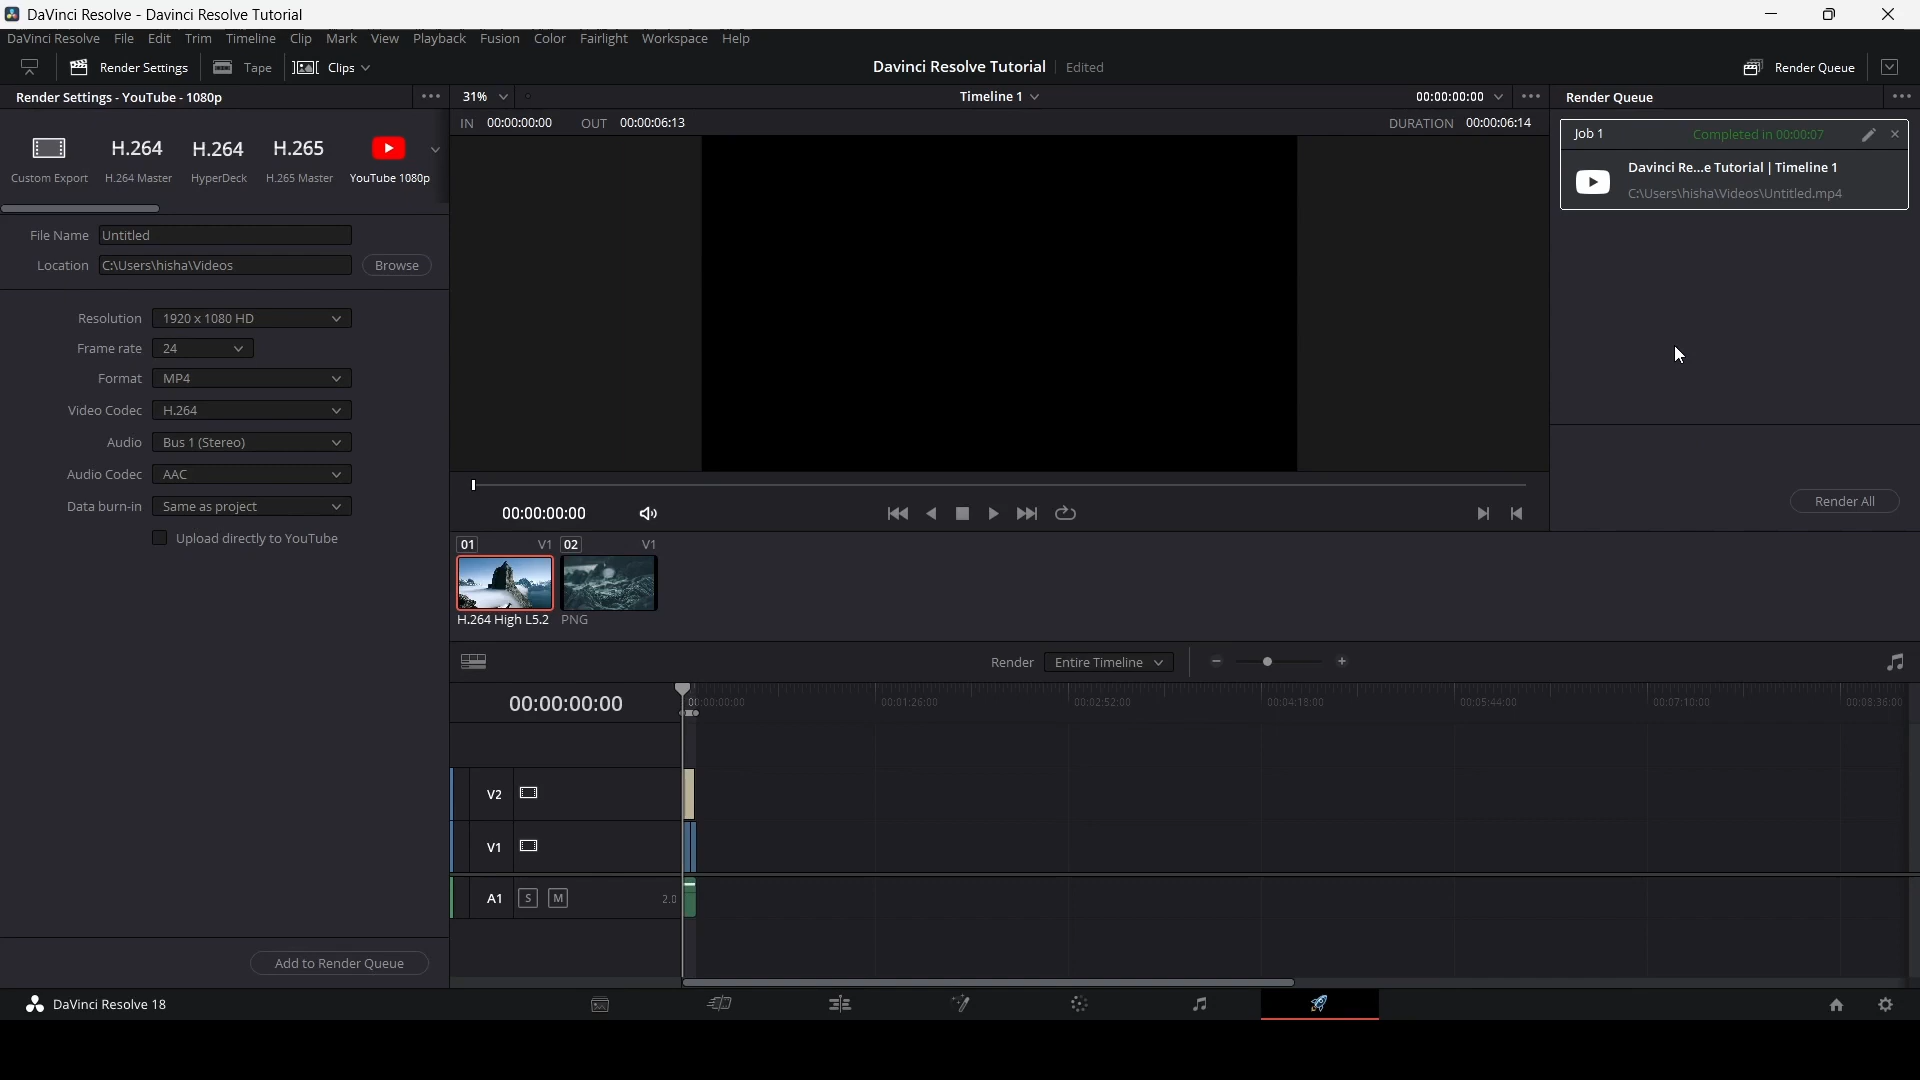 DaVinci Resolve - Davinci Resolve Tutorial
DaVinci Resolve File Edit Trim Timeline Clip Mark View Playback Fusion Color Fairlight Workspace Help
Render Settings Tape Clips Davinci Resolve Tutorial Edited Render Queue
Render Settings - YouTube - 1080p 31% Timeline 1 00:00:00:00 Render Queue
IN 00:00:00:00 OUT 00:00:06:13 DURATION 00:00:06:14
Job 1 Completed in 00:00:07
H.264 H.264 H.265
Custom Export H.264 Master HyperDeck H.265 Master YouTube 1080p
Davinci Re...e Tutorial | Timeline 1
C:\Users\hisha\Videos\Untitled.mp4
File Name Untitled
Location C:\Users\hisha\Videos Browse
Resolution 1920 x 1080 HD
Frame rate 24
Format MP4
Video Codec H.264
Audio Bus 1 (Stereo)
Audio Codec AAC
Data burn-in Same as project
Upload directly to YouTube
00:00:00:00
Render All
01 V1 02 V1
H.264 High L5.2 PNG
Render Entire Timeline
00:00:00:00 00:00:00:00 00:01:26:00 00:02:52:00 00:04:18:00 00:05:44:00 00:07:10:00 00:08:36:00
V2
V1
A1 S M 2.0
Add to Render Queue
DaVinci Resolve 18